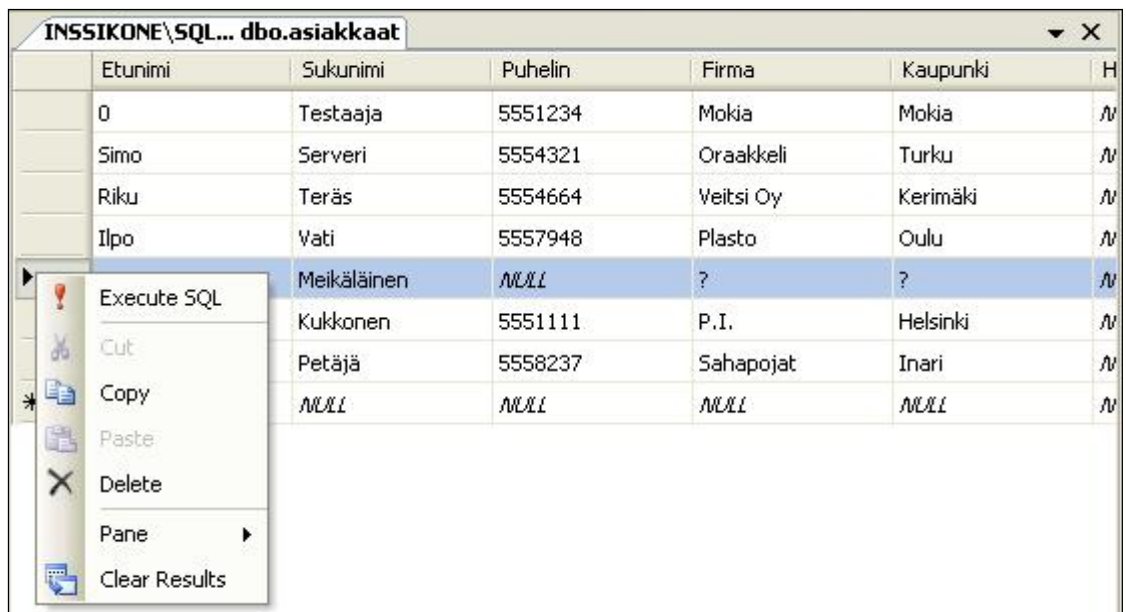 INSSIKONE\SQL... dbo.asiakkaat
Etunimi Sukunimi Puhelin Firma Kaupunki H
0 Testaaja 5551234 Mokia Mokia N
Simo Serveri 5554321 Oraakkeli Turku N
Riku Teräs 5554664 Veitsi Oy Kerimäki N
Ilpo Vati 5557948 Plasto Oulu N
Meikäläinen NULL ? ? N
Kukkonen 5551111 P.I. Helsinki N
Petäjä 5558237 Sahapojat Inari N
NULL NULL NULL NULL N
Execute SQL
Cut
Copy
Paste
Delete
Pane
Clear Results